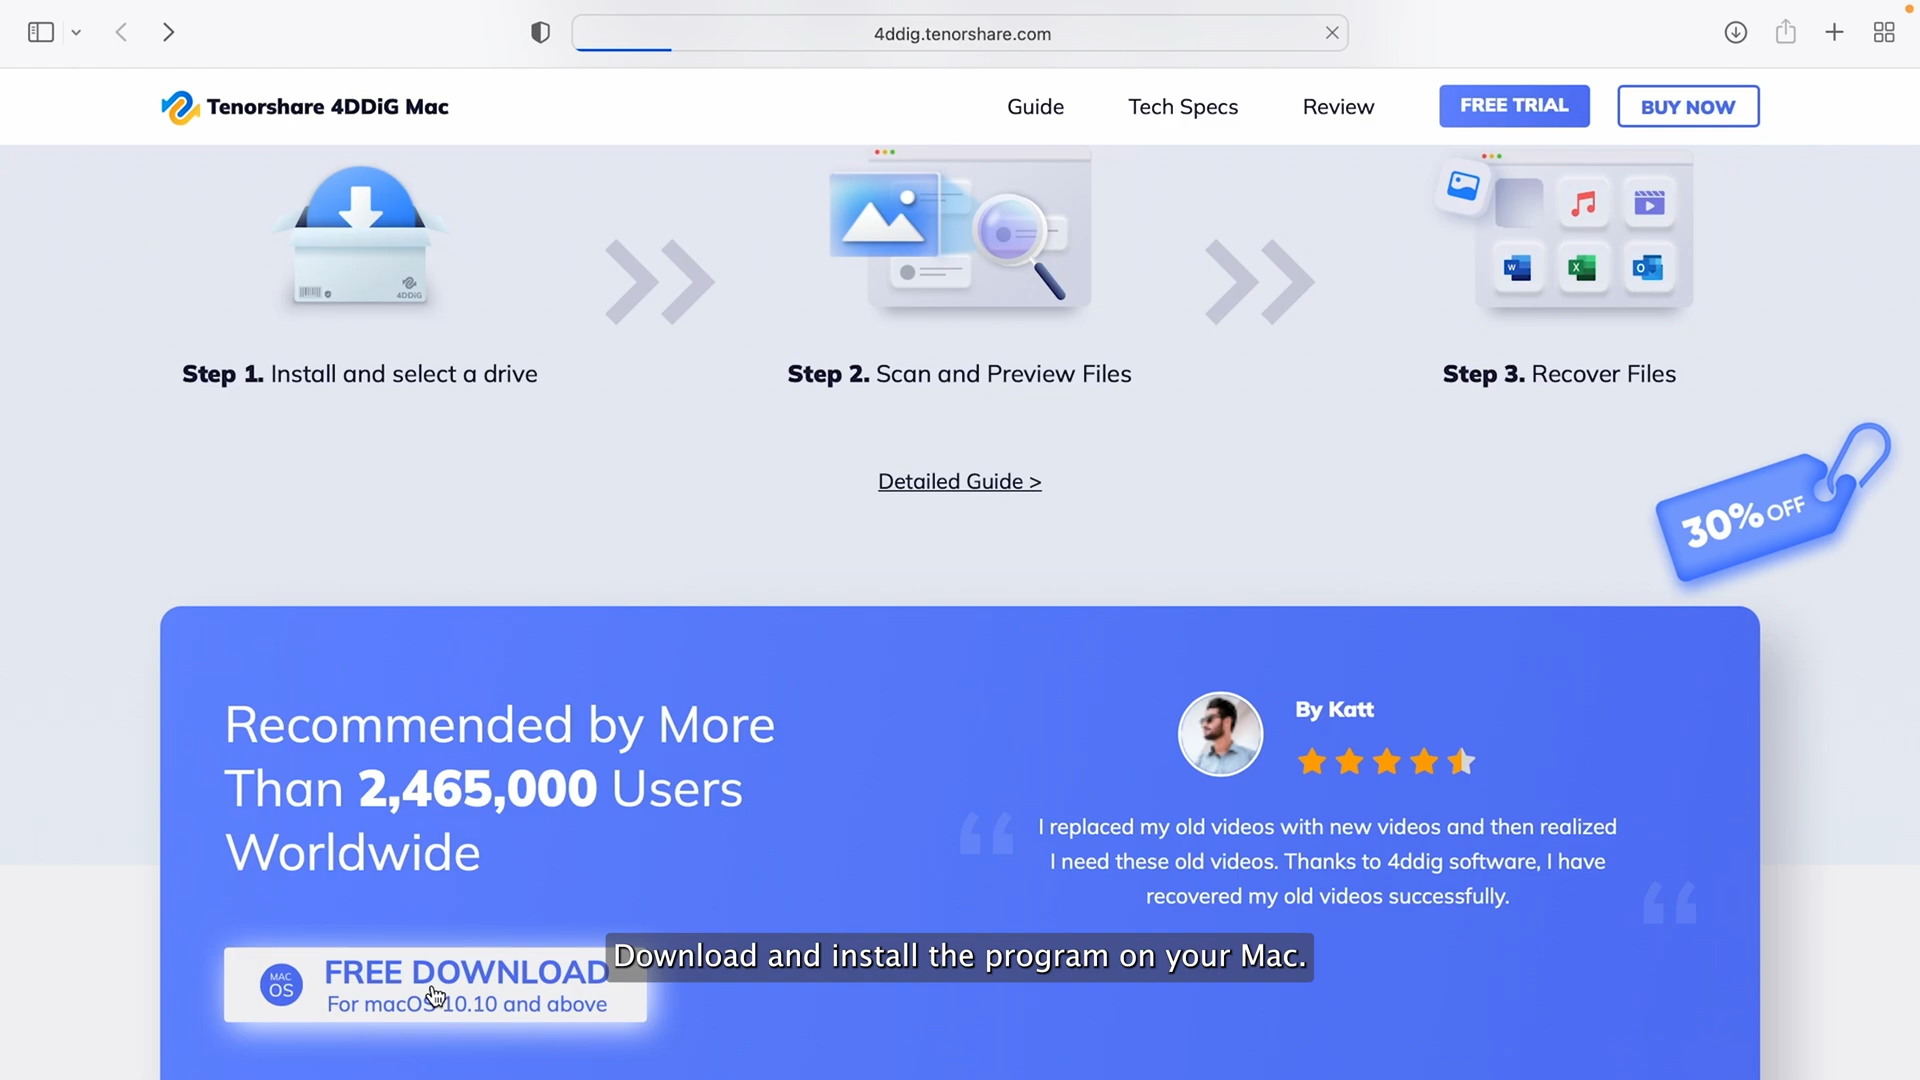 4ddig.tenorshare.com
Tenorshare 4DDiG Mac
Guide
Tech Specs
Review
FREE TRIAL
BUY NOW
4DDiG
W
X
O
Step 1. Install and select a drive
Step 2. Scan and Preview Files
Step 3. Recover Files
Detailed Guide >
30% OFF
Recommended by More
Than 2,465,000 Users
Worldwide
By Katt
I replaced my old videos with new videos and then realized
I need these old videos. Thanks to 4ddig software, I have
recovered my old videos successfully.
MAC
OS
FREE DOWNLOAD
For macOS 10.10 and above
Download and install the program on your Mac.